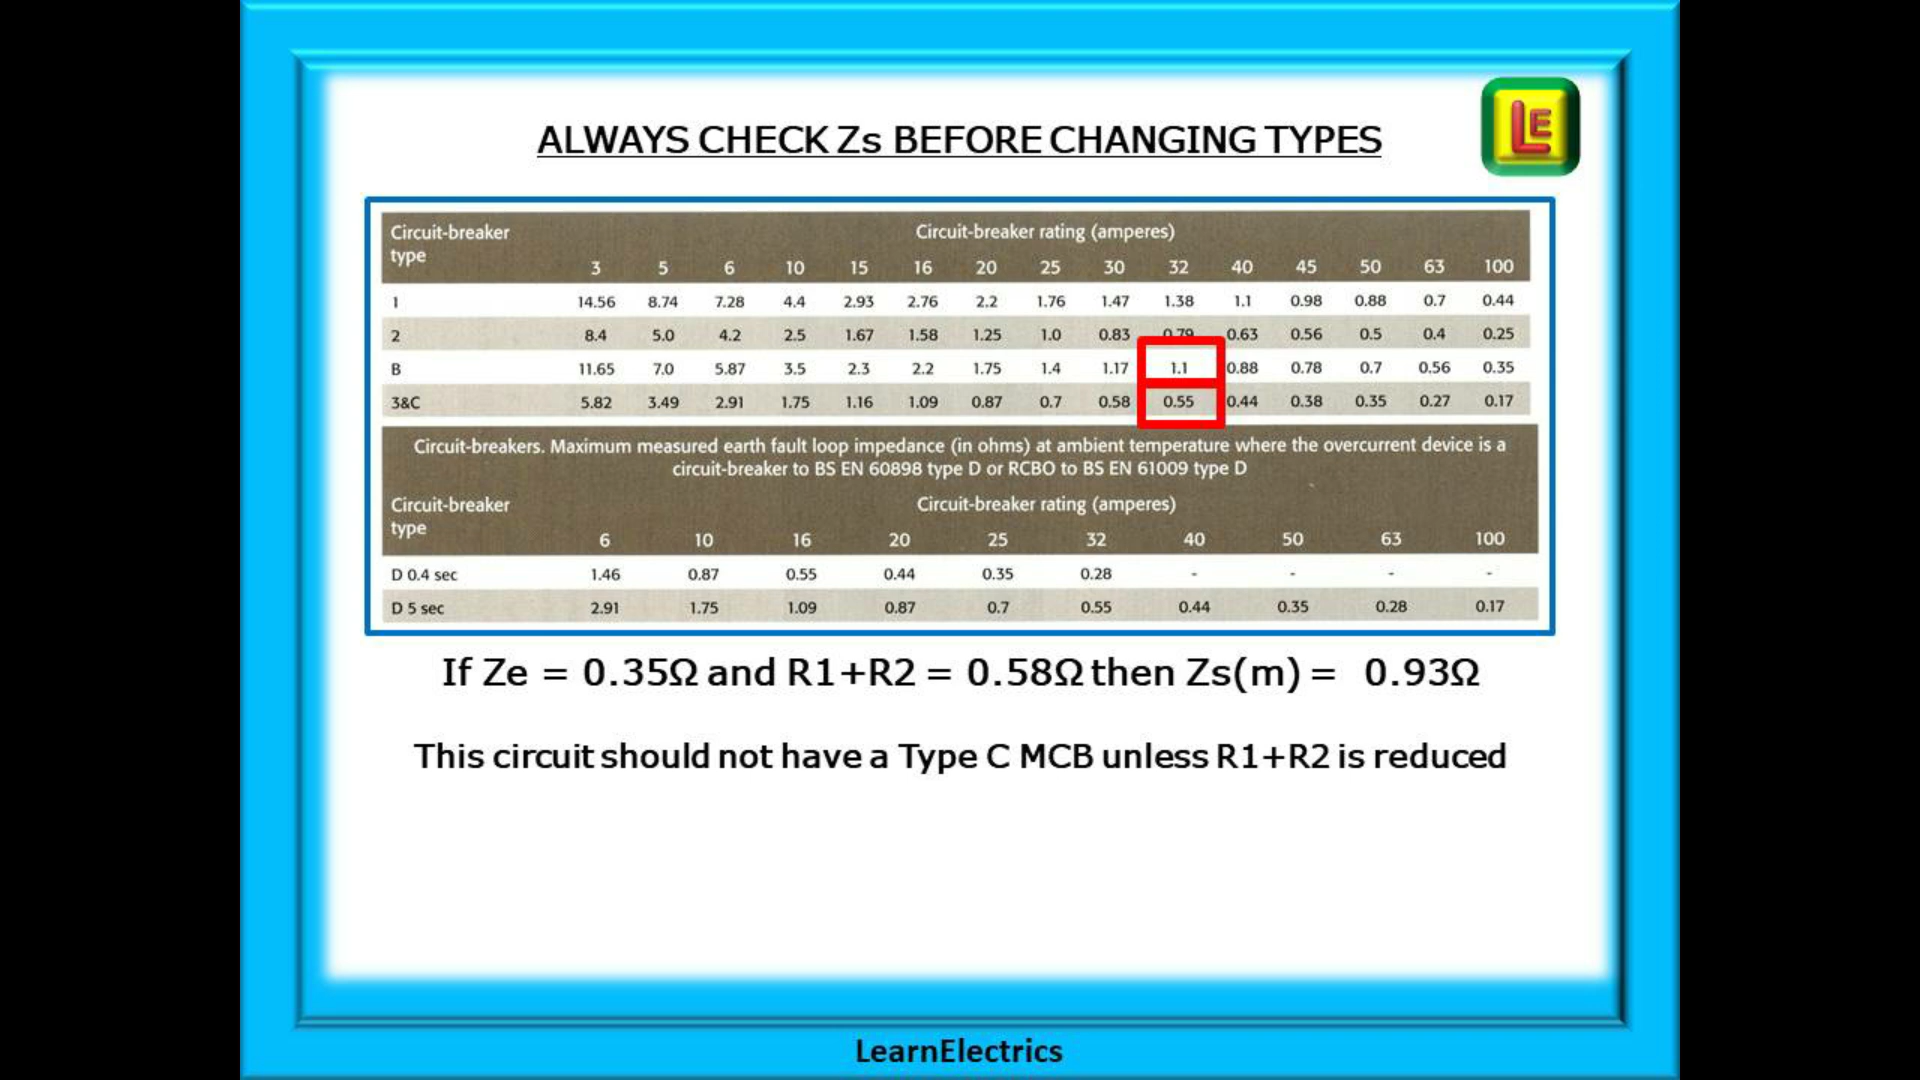 ALWAYS CHECK Zs BEFORE CHANGING TYPES
LE
Circuit-breaker type Circuit-breaker rating (amperes)
3 5 6 10 15 16 20 25 30 32 40 45 50 63 100
1 14.56 8.74 7.28 4.4 2.93 2.76 2.2 1.76 1.47 1.38 1.1 0.98 0.88 0.7 0.44
2 8.4 5.0 4.2 2.5 1.67 1.58 1.25 1.0 0.83 0.79 0.63 0.56 0.5 0.4 0.25
B 11.65 7.0 5.87 3.5 2.3 2.2 1.75 1.4 1.17 1.1 0.88 0.78 0.7 0.56 0.35
3&C 5.82 3.49 2.91 1.75 1.16 1.09 0.87 0.7 0.58 0.55 0.44 0.38 0.35 0.27 0.17
Circuit-breakers. Maximum measured earth fault loop impedance (in ohms) at ambient temperature where the overcurrent device is a
circuit-breaker to BS EN 60898 type D or RCBO to BS EN 61009 type D
Circuit-breaker type Circuit-breaker rating (amperes)
6 10 16 20 25 32 40 50 63 100
D 0.4 sec 1.46 0.87 0.55 0.44 0.35 0.28 - - - -
D 5 sec 2.91 1.75 1.09 0.87 0.7 0.55 0.44 0.35 0.28 0.17
If Ze = 0.35Ω and R1+R2 = 0.58Ω then Zs(m) = 0.93Ω
This circuit should not have a Type C MCB unless R1+R2 is reduced
LearnElectrics